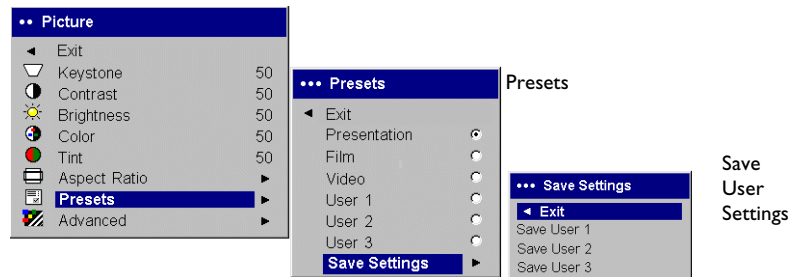 •• Picture
Exit
Keystone 50
Contrast 50
Brightness 50
Color 50
Tint 50
Aspect Ratio
Presets
Advanced
••• Presets
Exit
Presentation
Film
Video
User 1
User 2
User 3
Save Settings
Presets
••• Save Settings
Exit
Save User 1
Save User 2
Save User 3
Save
User
Settings